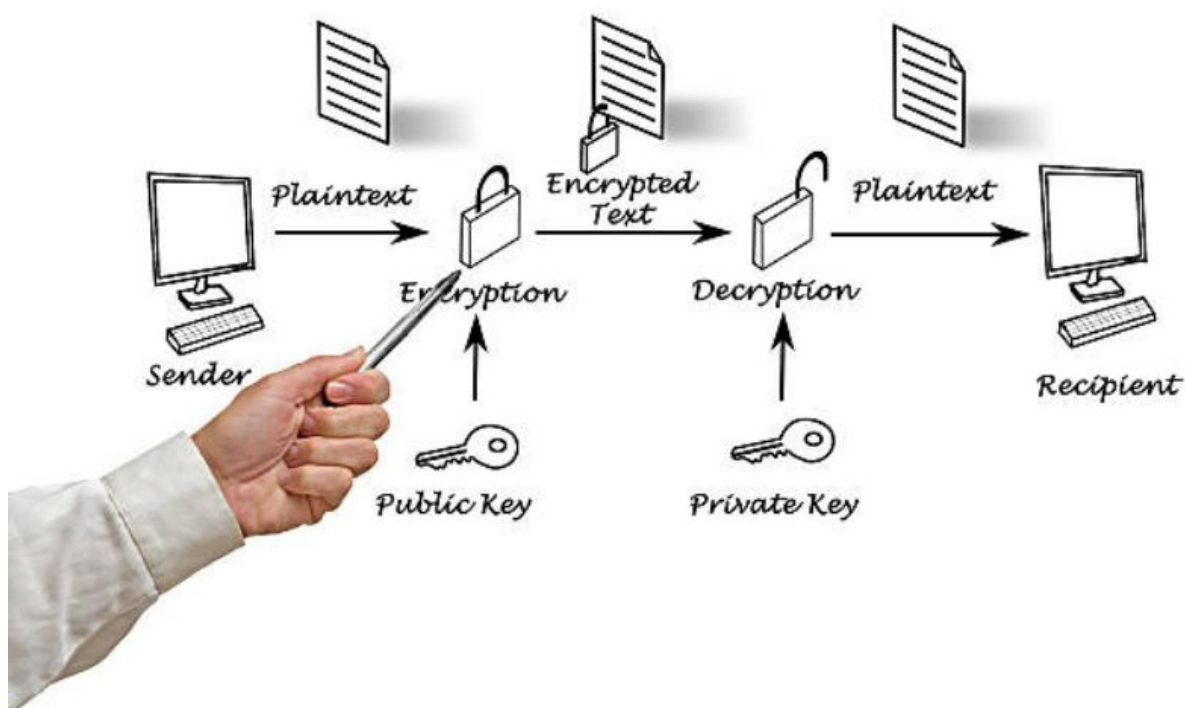 Plaintext
Encrypted
Text
Plaintext
Encryption
Decryption
Sender
Recipient
Public Key
Private Key